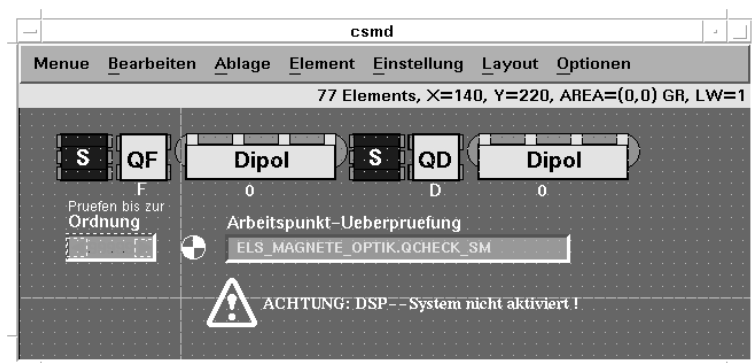 csmd
Menue Bearbeiten Ablage Element Einstellung Layout Optionen
77 Elements, X=140, Y=220, AREA=(0,0) GR, LW=1
S QF Dipol S QD Dipol
F 0 D 0
Pruefen bis zur
Ordnung
Arbeitspunkt-Ueberpruefung
ELS_MAGNETE_OPTIK.QCHECK_SM
ACHTUNG: DSP--System nicht aktiviert !